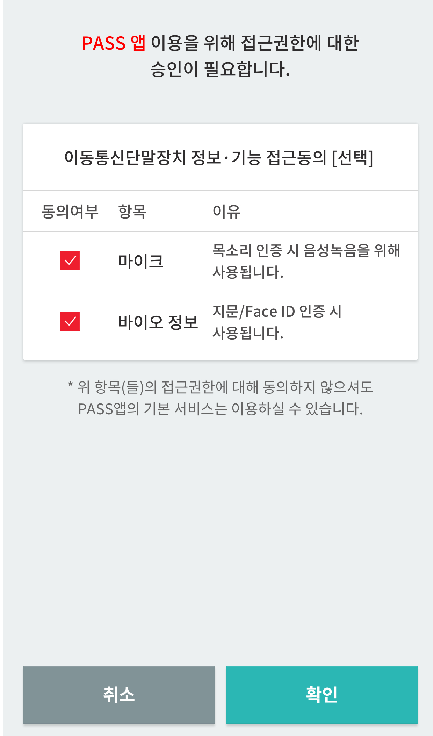 PASS 앱 이용을 위해 접근권한에 대한
승인이 필요합니다.
이동통신단말장치 정보·기능 접근동의 [선택]
동의여부 항목 이유
마이크 목소리 인증 시 음성녹음을 위해
사용됩니다.
바이오 정보 지문/Face ID 인증 시
사용됩니다.
* 위 항목(들)의 접근권한에 대해 동의하지 않으셔도
PASS앱의 기본 서비스는 이용하실 수 있습니다.
취소 확인